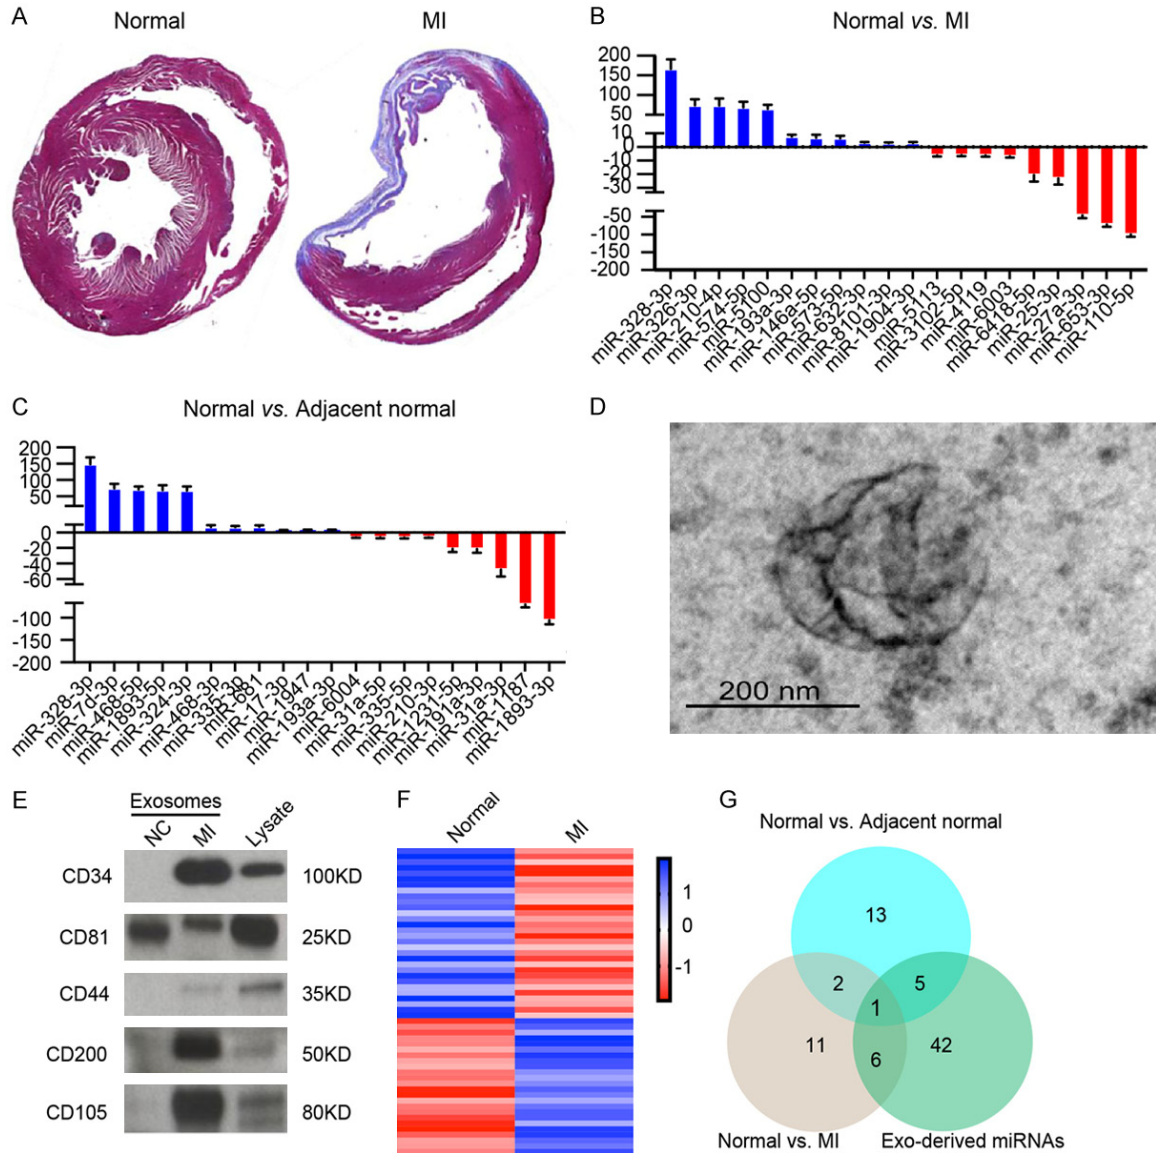 A
Normal
MI
B
Normal vs. MI
200
150
100
50
10
0
-10
-20
-30
-50
-100
-150
-200
miR-328-3p
miR-326-3p
miR-210-4p
miR-574-5p
miR-5100
miR-193a-3p
miR-146a-5p
miR-573-5p
miR-632-3p
miR-8101-3p
miR-1904-3p
miR-5113
miR-3102-5p
miR-4119
miR-6003
miR-6418-5p
miR-25-3p
miR-27a-3p
miR-653-3p
miR-110-5p
C
Normal vs. Adjacent normal
200
150
100
50
0
-20
-40
-60
-100
-150
-200
miR-328-3p
miR-7d-3p
miR-468-5p
miR-1893-5p
miR-324-3p
miR-468-3p
miR-335-3p
miR-681
miR-17-3p
miR-1947
miR-193a-3p
miR-6004
miR-31a-5p
miR-335-5p
miR-210-3p
miR-1231-5p
miR-191a-3p
miR-31a-3p
miR-1187
miR-1893-3p
D
200 nm
E
Exosomes
NC
MI
Lysate
CD34
100KD
CD81
25KD
CD44
35KD
CD200
50KD
CD105
80KD
F
Normal
MI
1
0
-1
G
Normal vs. Adjacent normal
13
2
5
1
11
6
42
Normal vs. MI
Exo-derived miRNAs